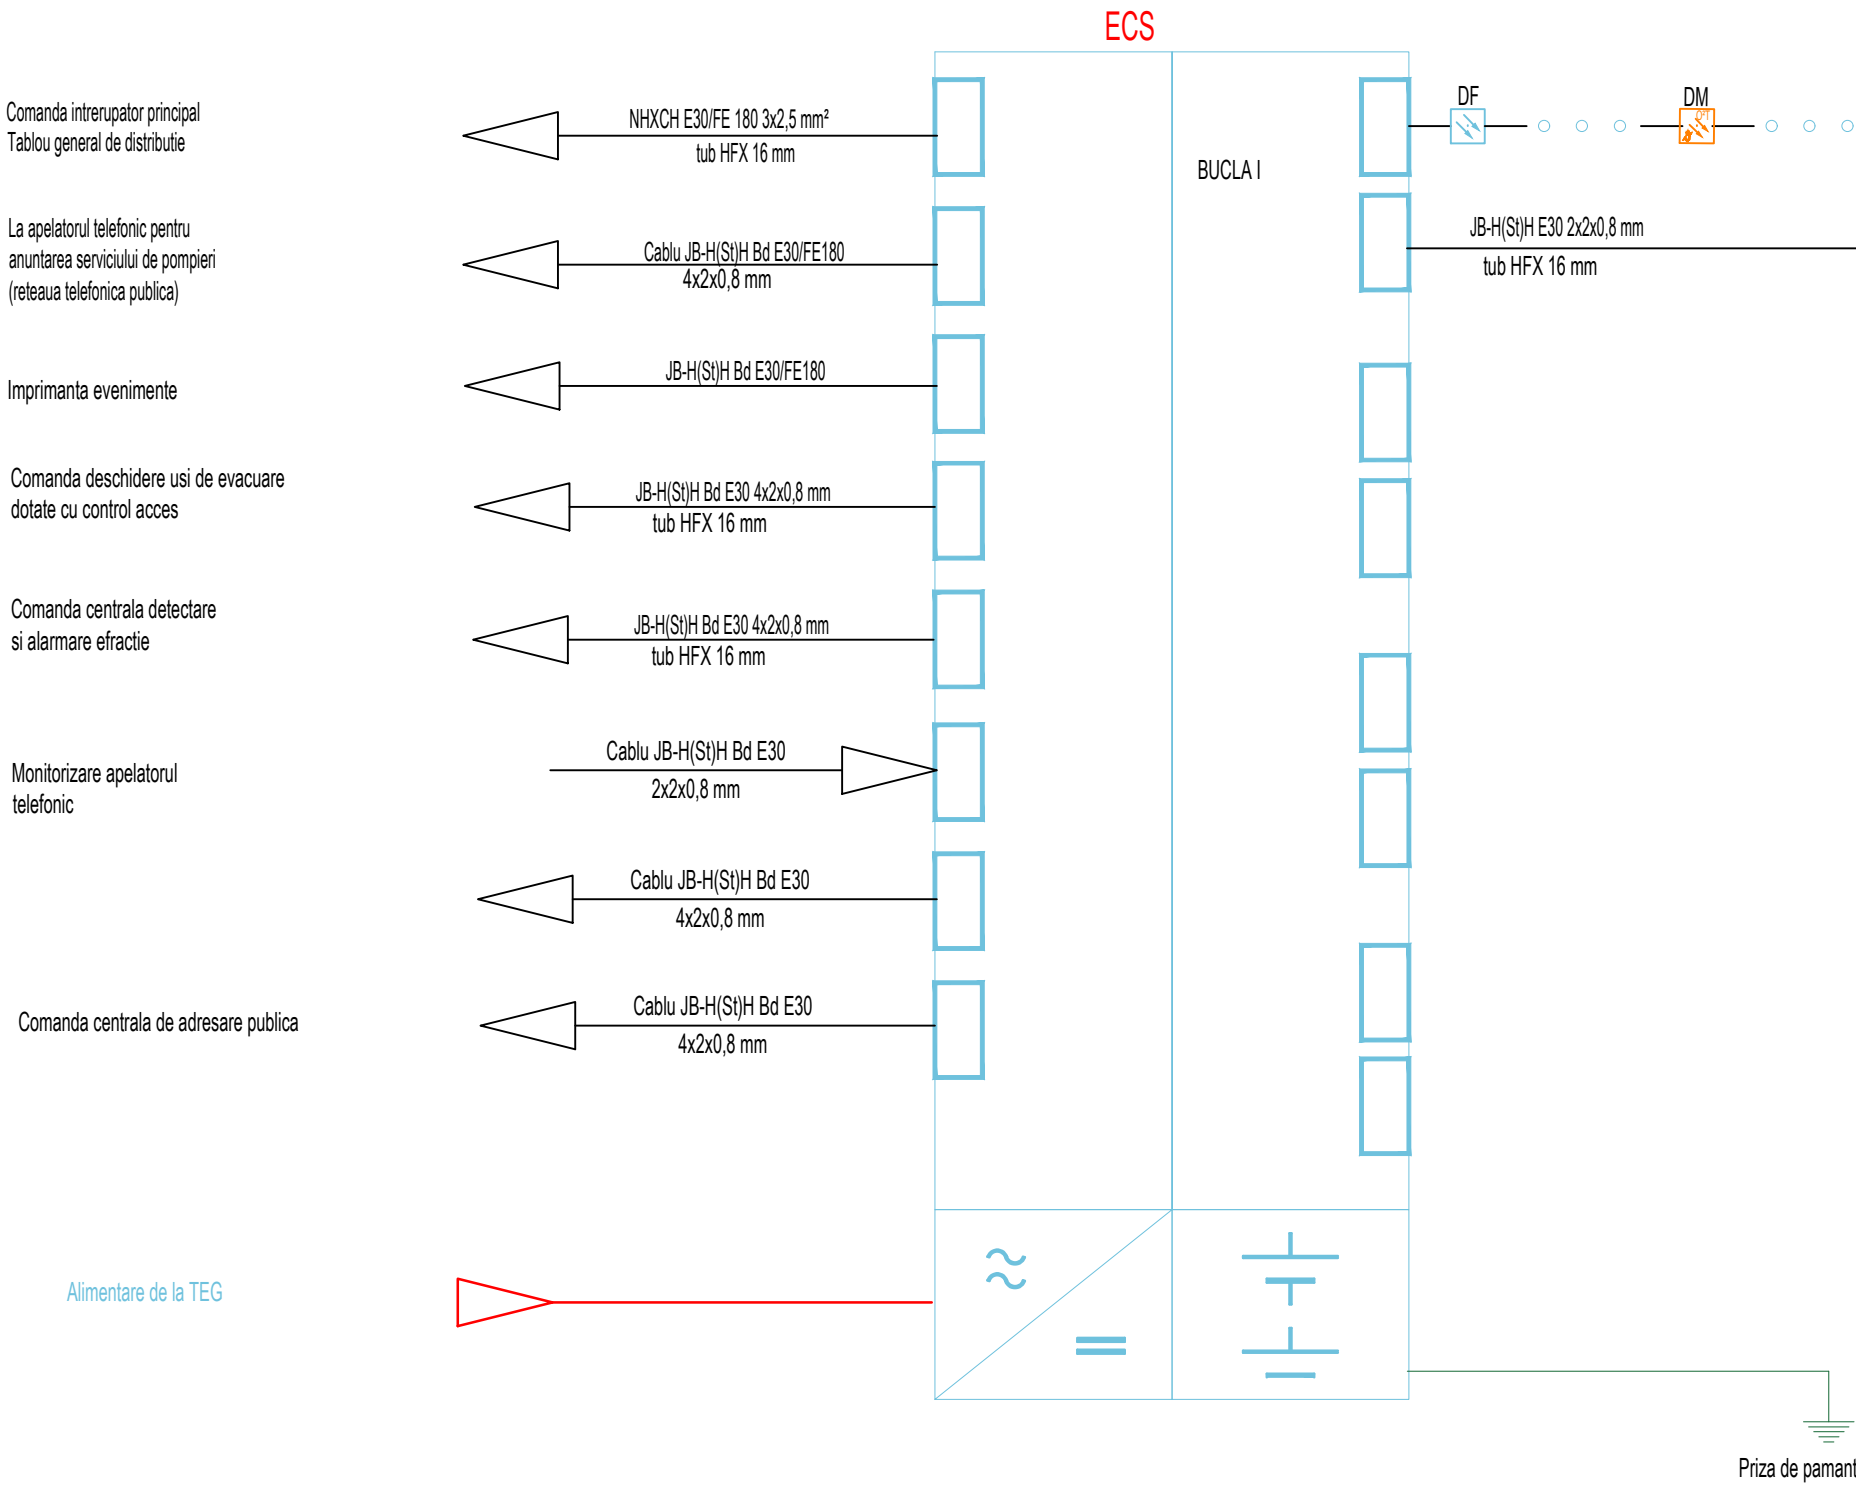 ECS
Comanda intrerupator principal
Tablou general de distributie
NHXCH E30/FE 180 3x2,5 mm²
tub HFX 16 mm
BUCLA I
DF
DM
La apelatorul telefonic pentru
anuntarea serviciului de pompieri
(reteaua telefonica publica)
Cablu JB-H(St)H Bd E30/FE180
4x2x0,8 mm
JB-H(St)H E30 2x2x0,8 mm
tub HFX 16 mm
Imprimanta evenimente
JB-H(St)H Bd E30/FE180
Comanda deschidere usi de evacuare
dotate cu control acces
JB-H(St)H Bd E30 4x2x0,8 mm
tub HFX 16 mm
Comanda centrala detectare
si alarmare efractie
JB-H(St)H Bd E30 4x2x0,8 mm
tub HFX 16 mm
Monitorizare apelatorul
telefonic
Cablu JB-H(St)H Bd E30
2x2x0,8 mm
Cablu JB-H(St)H Bd E30
4x2x0,8 mm
Comanda centrala de adresare publica
Cablu JB-H(St)H Bd E30
4x2x0,8 mm
Alimentare de la TEG
Priza de pamant